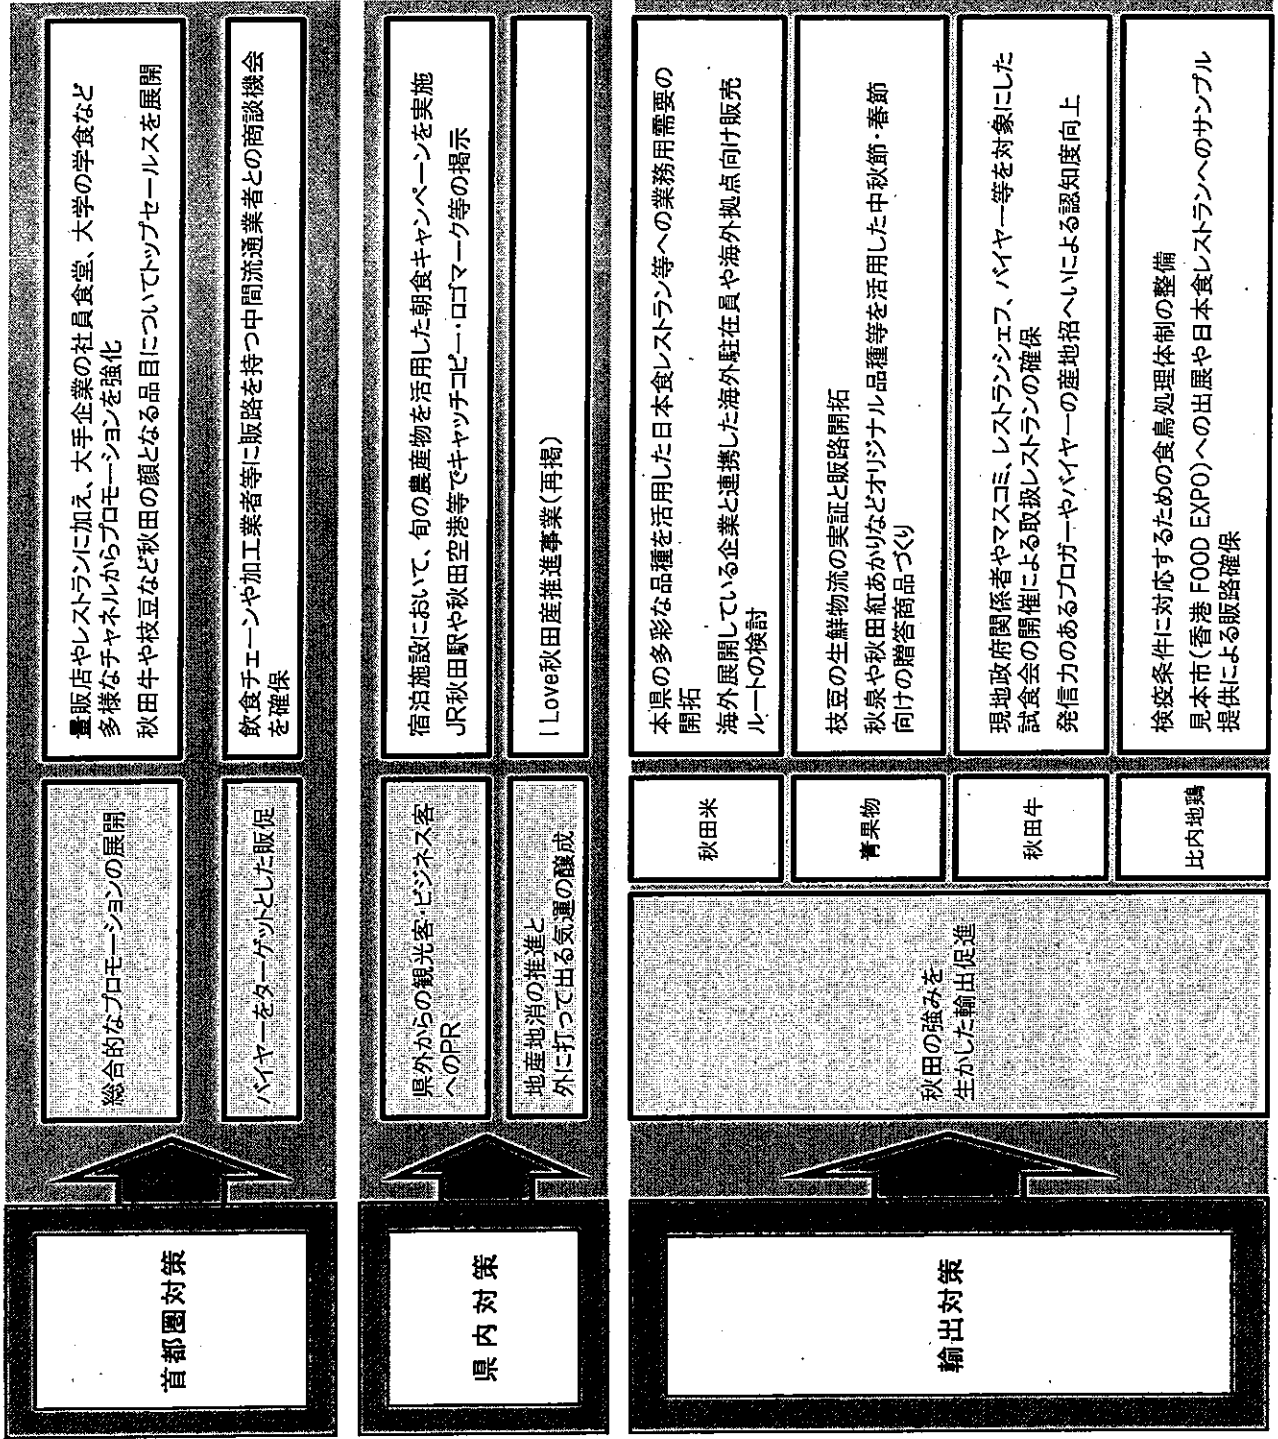 首都圏対策
総合的なプロモーションの展開
量販店やレストランに加え、大手企業の社員食堂、大学の学食など
多様なチャネルからプロモーションを強化
秋田牛や枝豆など秋田の顔となる品目についてトップセールスを展開
バイヤーをターゲットとした販促
飲食チェーンや加工業者等に販路を持つ中間流通業者との商談機会
を確保
県内対策
県外からの観光客・ビジネス客
へのPR
宿泊施設において、旬の農産物を活用した朝食キャンペーンを実施
JR秋田駅や秋田空港等でキャッチコピー・ロゴマーク等の掲示
地産地消の推進と
外に打って出る気運の醸成
I Love秋田産推進事業(再掲)
輸出対策
秋田の強みを
生かした輸出促進
秋田米
本県の多彩な品種を活用した日本食レストラン等への業務用需要の
開拓
海外展開している企業と連携した海外駐在員や海外拠点向け販売
ルートの検討
青果物
枝豆の生鮮物流の実証と販路開拓
秋泉や秋田紅あかりなどオリジナル品種等を活用した中秋節・春節
向けの贈答商品づくり
秋田牛
現地政府関係者やマスコミ、レストランシェフ、バイヤー等を対象にした
試食会の開催による取扱レストランの確保
発信力のあるブロガーやバイヤーの産地招へいによる認知度向上
比内地鶏
検疫条件に対応するための食鳥処理体制の整備
見本市(香港 FOOD EXPO)への出展や日本食レストランへのサンプル
提供による販路確保